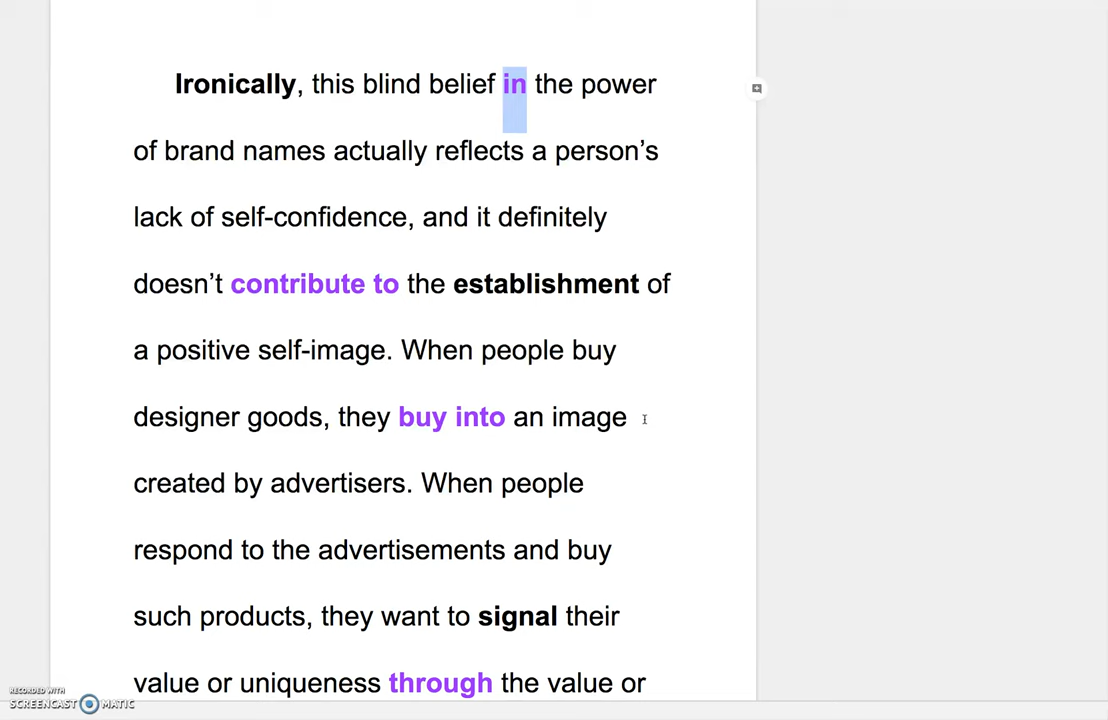 Ironically, this blind belief in the power
of brand names actually reflects a person’s
lack of self-confidence, and it definitely
doesn’t contribute to the establishment of
a positive self-image. When people buy
designer goods, they buy into an image
created by advertisers. When people
respond to the advertisements and buy
such products, they want to signal their
value or uniqueness through the value or
RECORDED WITH
SCREENCAST MATIC